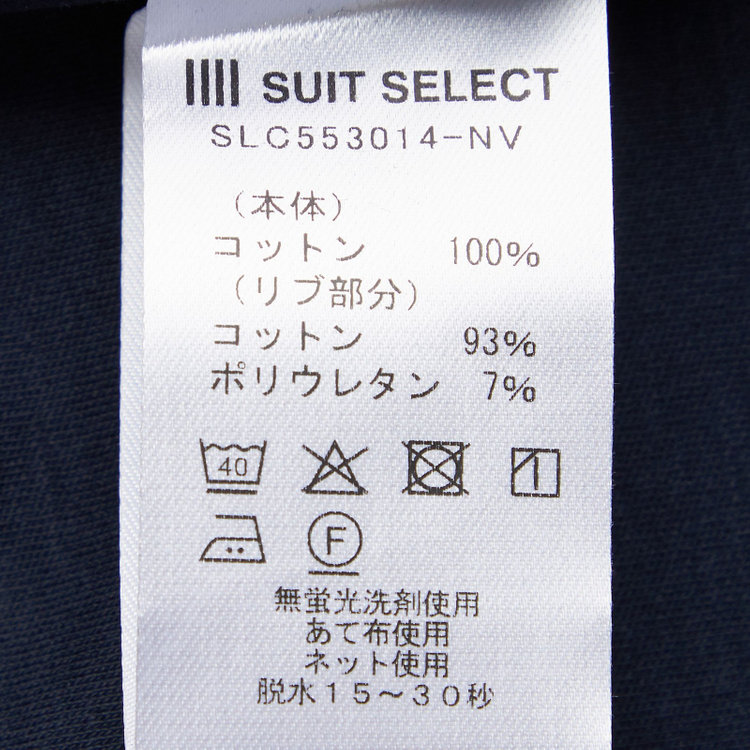 SUIT SELECT
SLC553014-NV
（本体）
コットン 100%
（リブ部分）
コットン 93%
ポリウレタン 7%
40
F
無蛍光洗剤使用
あて布使用
ネット使用
脱水１５～３０秒